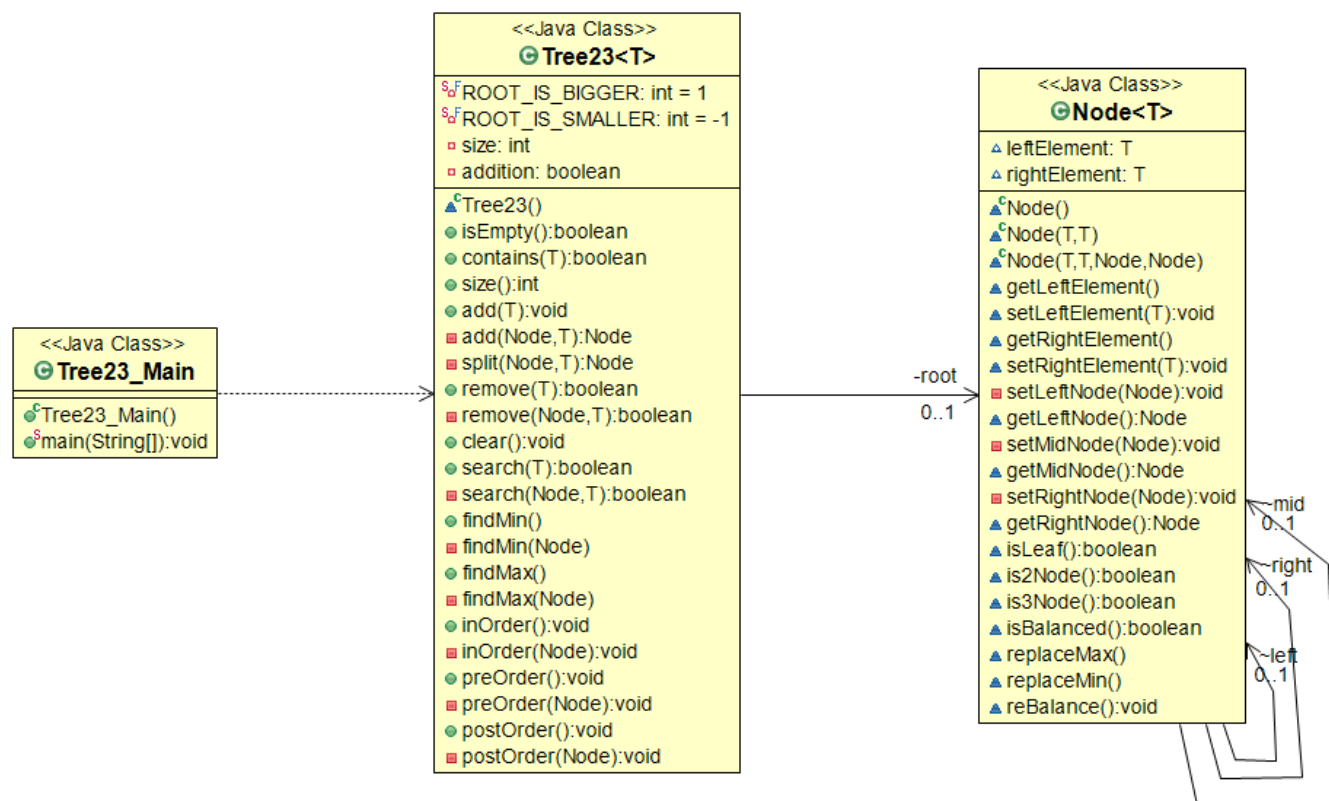 <<Java Class>>
Tree23_Main
Tree23_Main()
main(String[]):void
<<Java Class>>
Tree23<T>
ROOT_IS_BIGGER: int = 1
ROOT_IS_SMALLER: int = -1
size: int
addition: boolean
Tree23()
isEmpty():boolean
contains(T):boolean
size():int
add(T):void
add(Node,T):Node
split(Node,T):Node
remove(T):boolean
remove(Node,T):boolean
clear():void
search(T):boolean
search(Node,T):boolean
findMin()
findMin(Node)
findMax()
findMax(Node)
inOrder():void
inOrder(Node):void
preOrder():void
preOrder(Node):void
postOrder():void
postOrder(Node):void
-root
0..1
<<Java Class>>
Node<T>
leftElement: T
rightElement: T
Node()
Node(T,T)
Node(T,T,Node,Node)
getLeftElement()
setLeftElement(T):void
getRightElement()
setRightElement(T):void
setLeftNode(Node):void
getLeftNode():Node
setMidNode(Node):void
getMidNode():Node
setRightNode(Node):void
getRightNode():Node
isLeaf():boolean
is2Node():boolean
is3Node():boolean
isBalanced():boolean
replaceMax()
replaceMin()
reBalance():void
~mid
0..1
~right
0..1
~left
0..1